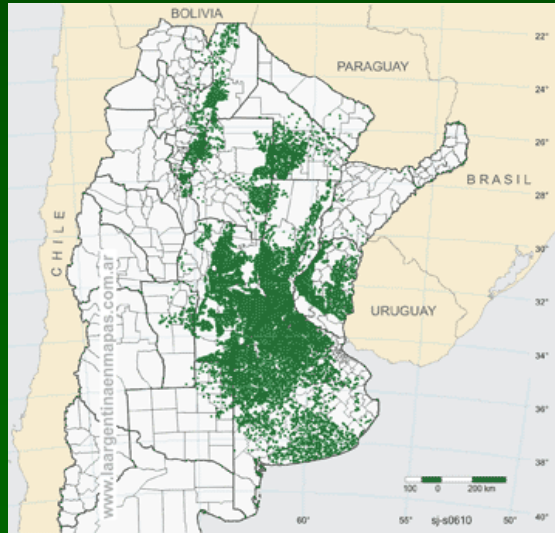 BOLIVIA
22°
PARAGUAY
24°
26°
BRASIL
28°
CHILE
30°
www.laargentinaenmapas.com.ar
32°
URUGUAY
34°
36°
38°
100 0 200 km
60° 55° sj-s0610 50° 40°